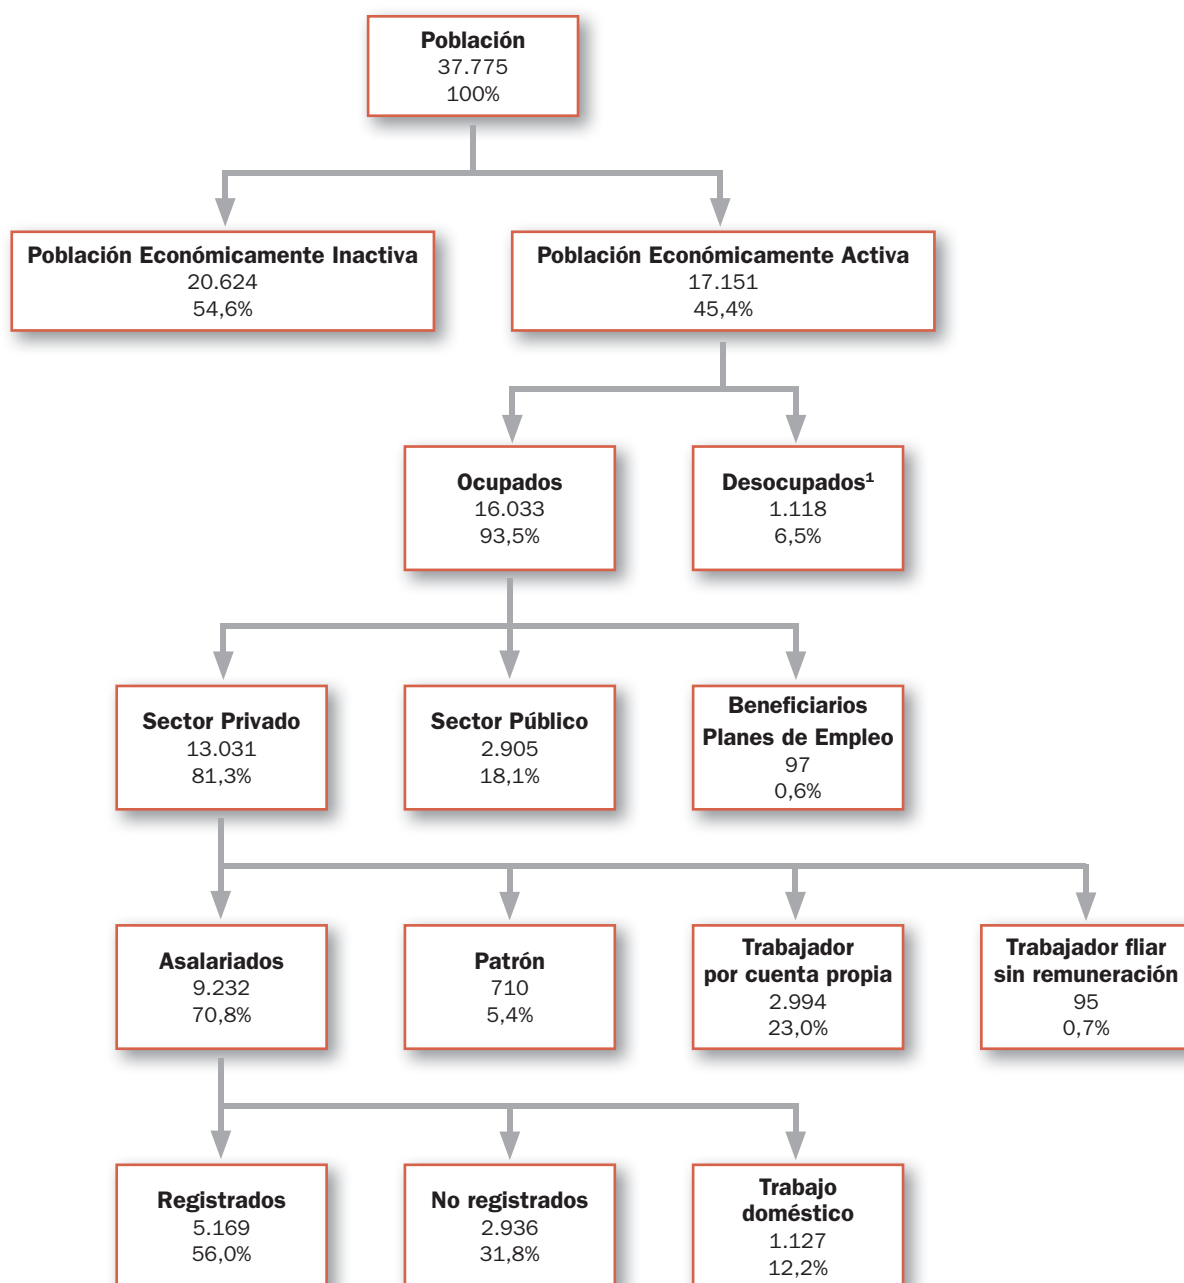 Población
37.775
100%
Población Económicamente Inactiva
20.624
54,6%
Población Económicamente Activa
17.151
45,4%
Ocupados
16.033
93,5%
Desocupados¹
1.118
6,5%
Sector Privado
13.031
81,3%
Sector Público
2.905
18,1%
Beneficiarios
Planes de Empleo
97
0,6%
Asalariados
9.232
70,8%
Patrón
710
5,4%
Trabajador
por cuenta propia
2.994
23,0%
Trabajador fliar
sin remuneración
95
0,7%
Registrados
5.169
56,0%
No registrados
2.936
31,8%
Trabajo
doméstico
1.127
12,2%